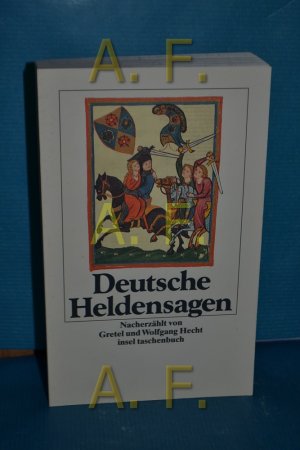 A. F.
A. F.
Deutsche
Heldensagen
Nacherzählt von
Gretel und Wolfgang Hecht
insel taschenbuch
A. F.
A. F.